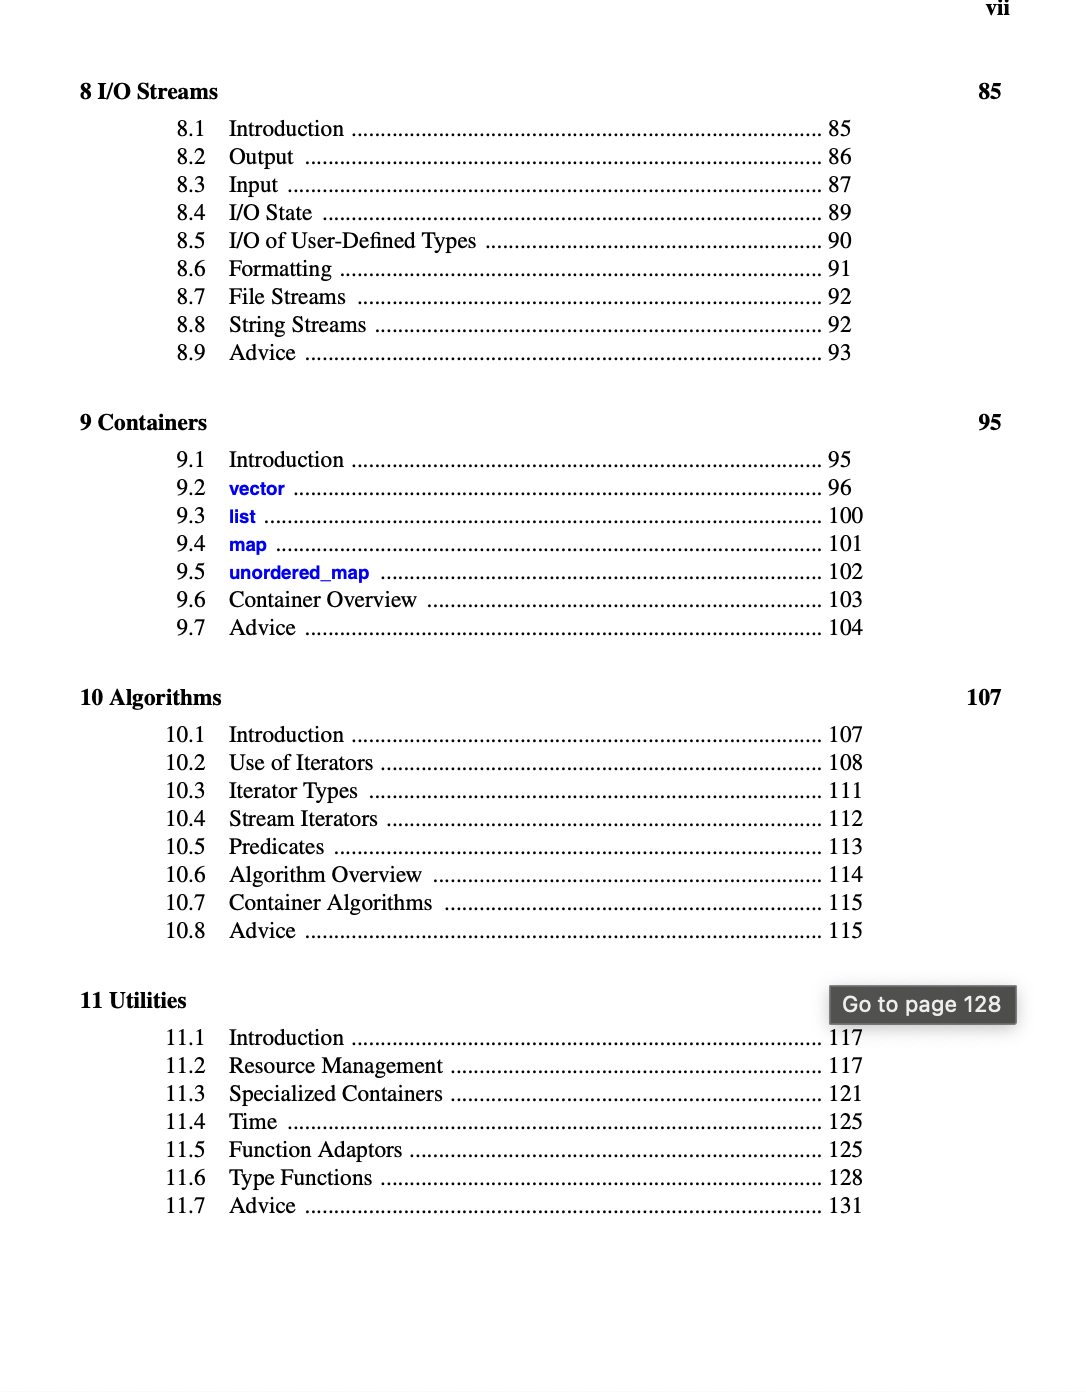 vii
8 I/O Streams 85
8.1 Introduction ................................................................................ 85
8.2 Output ........................................................................................ 86
8.3 Input ........................................................................................... 87
8.4 I/O State ..................................................................................... 89
8.5 I/O of User-Defined Types ......................................................... 90
8.6 Formatting .................................................................................. 91
8.7 File Streams ............................................................................... 92
8.8 String Streams ............................................................................ 92
8.9 Advice ........................................................................................ 93
9 Containers 95
9.1 Introduction ................................................................................ 95
9.2 vector .......................................................................................... 96
9.3 list ............................................................................................... 100
9.4 map ............................................................................................. 101
9.5 unordered_map ........................................................................... 102
9.6 Container Overview ................................................................... 103
9.7 Advice ........................................................................................ 104
10 Algorithms 107
10.1 Introduction ................................................................................ 107
10.2 Use of Iterators ........................................................................... 108
10.3 Iterator Types ............................................................................. 111
10.4 Stream Iterators .......................................................................... 112
10.5 Predicates ................................................................................... 113
10.6 Algorithm Overview .................................................................. 114
10.7 Container Algorithms ................................................................ 115
10.8 Advice ........................................................................................ 115
11 Utilities Go to page 128
11.1 Introduction ................................................................................ 117
11.2 Resource Management ............................................................... 117
11.3 Specialized Containers ............................................................... 121
11.4 Time ........................................................................................... 125
11.5 Function Adaptors ...................................................................... 125
11.6 Type Functions ........................................................................... 128
11.7 Advice ........................................................................................ 131